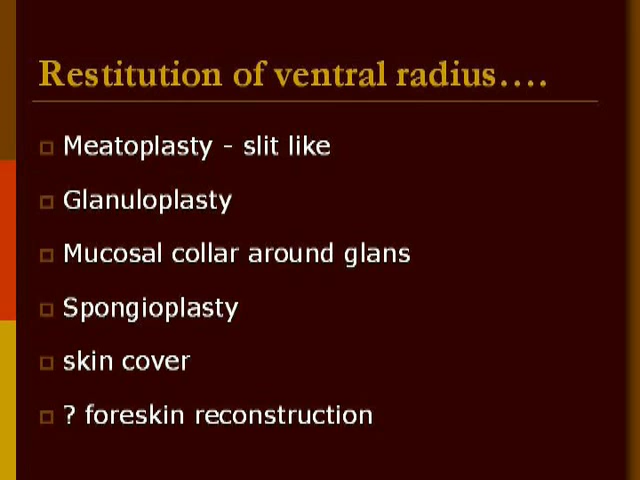 Restitution of ventral radius....
Meatoplasty - slit like
Glanuloplasty
Mucosal collar around glans
Spongioplasty
skin cover
? foreskin reconstruction